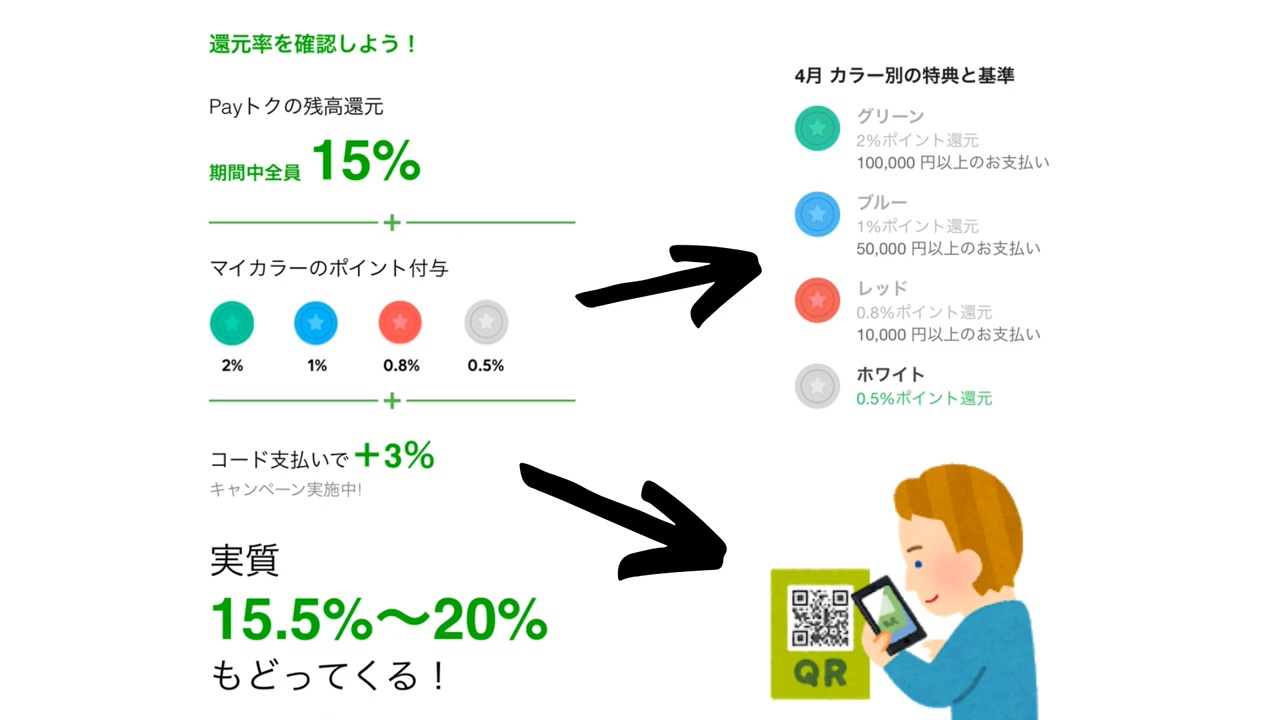 還元率を確認しよう！
Payトクの残高還元
期間中全員 15%
+
マイカラーのポイント付与
2% 1% 0.8% 0.5%
+
コード支払いで+3%
キャンペーン実施中!
実質
15.5%〜20%
もどってくる！
4月 カラー別の特典と基準
グリーン
2%ポイント還元
100,000 円以上のお支払い
ブルー
1%ポイント還元
50,000 円以上のお支払い
レッド
0.8%ポイント還元
10,000 円以上のお支払い
ホワイト
0.5%ポイント還元
QR